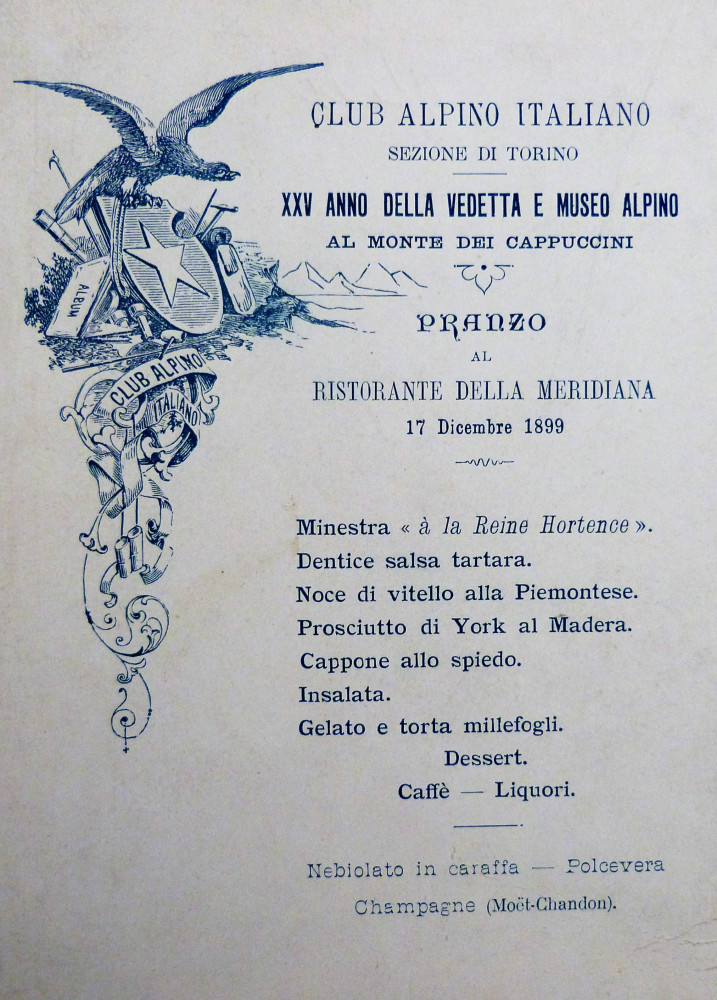 CLUB ALPINO ITALIANO
SEZIONE DI TORINO
XXV ANNO DELLA VEDETTA E MUSEO ALPINO
AL MONTE DEI CAPPUCCINI
PRANZO
AL
RISTORANTE DELLA MERIDIANA
17 Dicembre 1899
ALBUM
CLUB ALPINO
ITALIANO
Minestra « à la Reine Hortence ».
Dentice salsa tartara.
Noce di vitello alla Piemontese.
Prosciutto di York al Madera.
Cappone allo spiedo.
Insalata.
Gelato e torta millefogli.
Dessert.
Caffè — Liquori.
Nebiolato in caraffa — Polcevera
Champagne (Moët-Chandon).